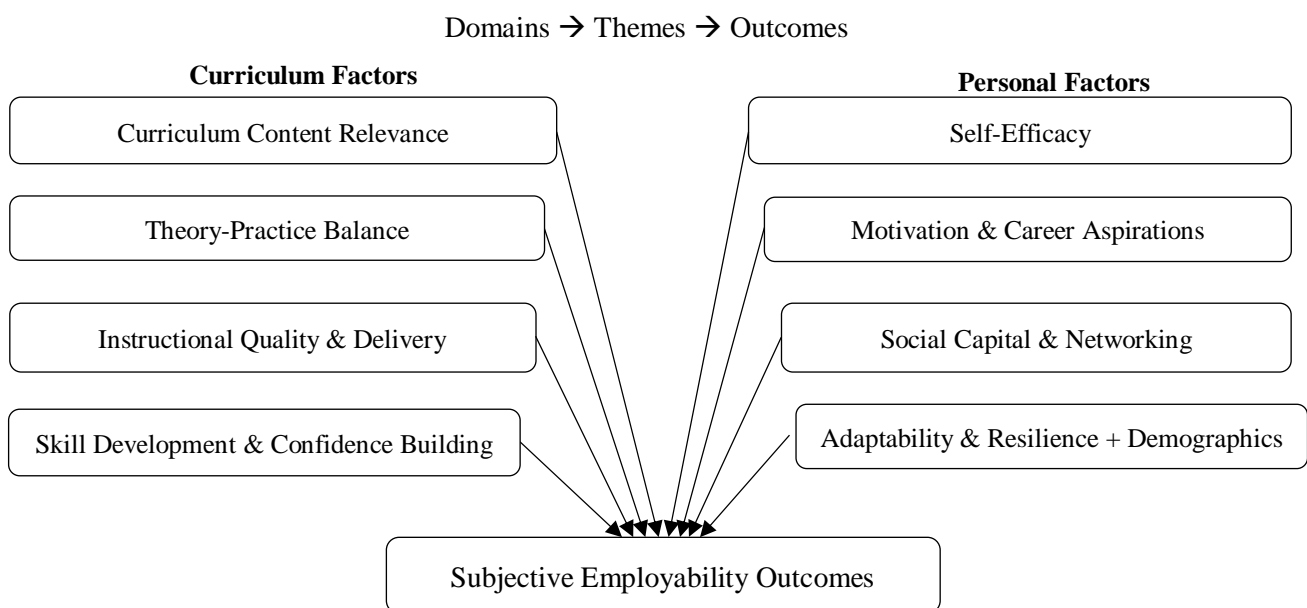 Domains → Themes → Outcomes
Curriculum Factors
Personal Factors
Curriculum Content Relevance
Self-Efficacy
Theory-Practice Balance
Motivation & Career Aspirations
Instructional Quality & Delivery
Social Capital & Networking
Skill Development & Confidence Building
Adaptability & Resilience + Demographics
Subjective Employability Outcomes